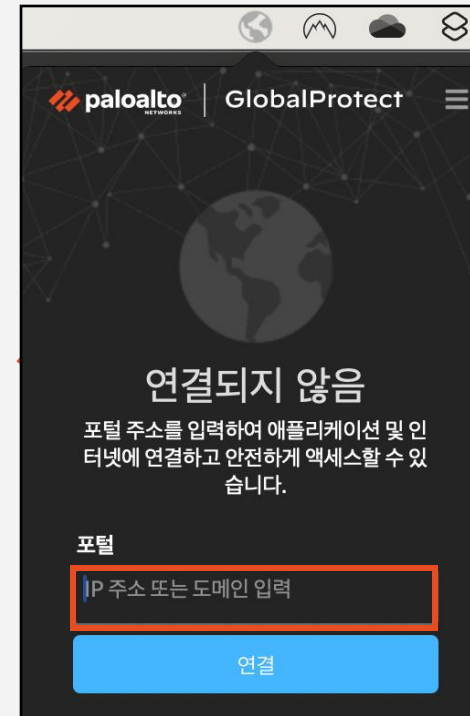 paloalto NETWORKS GlobalProtect
연결되지 않음
포털 주소를 입력하여 애플리케이션 및 인
터넷에 연결하고 안전하게 액세스할 수 있
습니다.
포털
IP 주소 또는 도메인 입력
연결